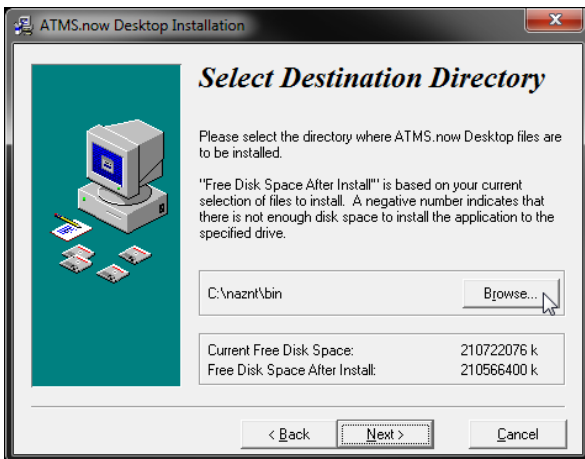 ATMS.now Desktop Installation
Select Destination Directory
Please select the directory where ATMS.now Desktop files are
to be installed.
"Free Disk Space After Install"' is based on your current
selection of files to install.  A negative number indicates that
there is not enough disk space to install the application to the
specified drive.
C:\naznt\bin
Browse...
Current Free Disk Space: 210722076 k
Free Disk Space After Install: 210566400 k
< Back Next > Cancel